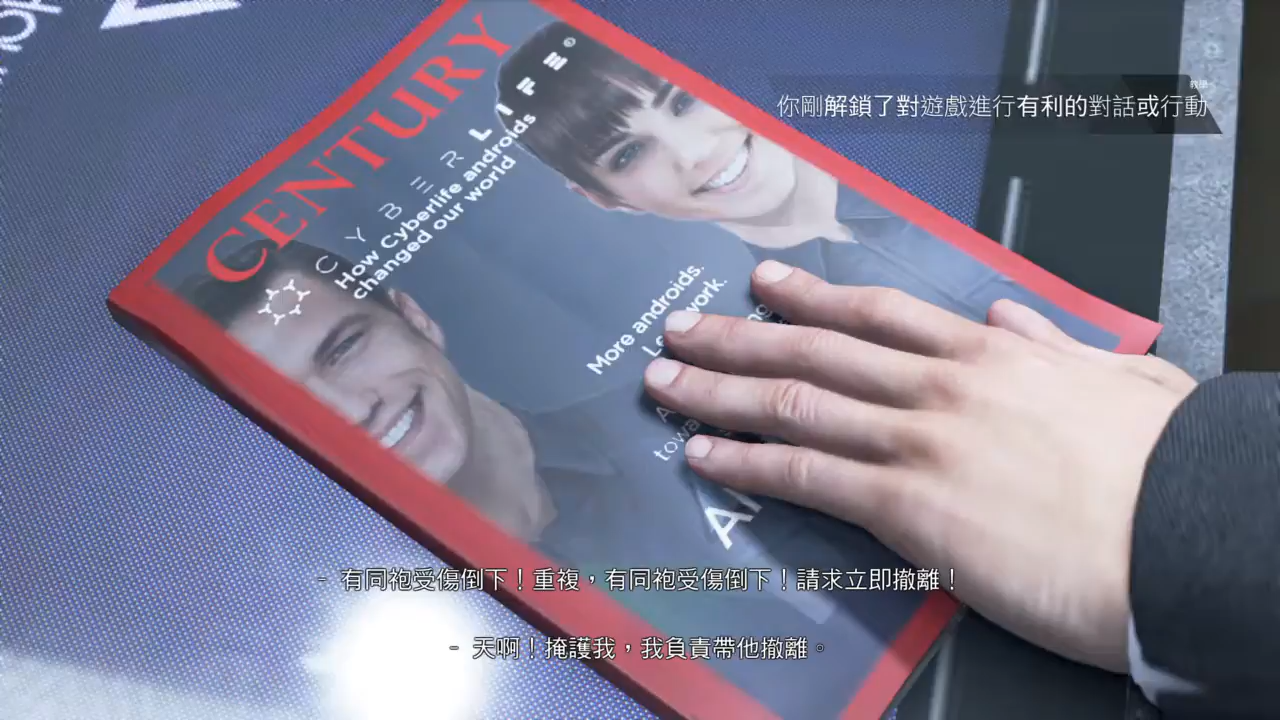 教學
你剛解鎖了對遊戲進行有利的對話或行動
CENTURY
CYBERLIFE
How Cyberlife androids
changed our world
More androids.
work.
- 有同袍受傷倒下！重複，有同袍受傷倒下！請求立即撤離！
- 天啊！掩護我，我負責帶他撤離。